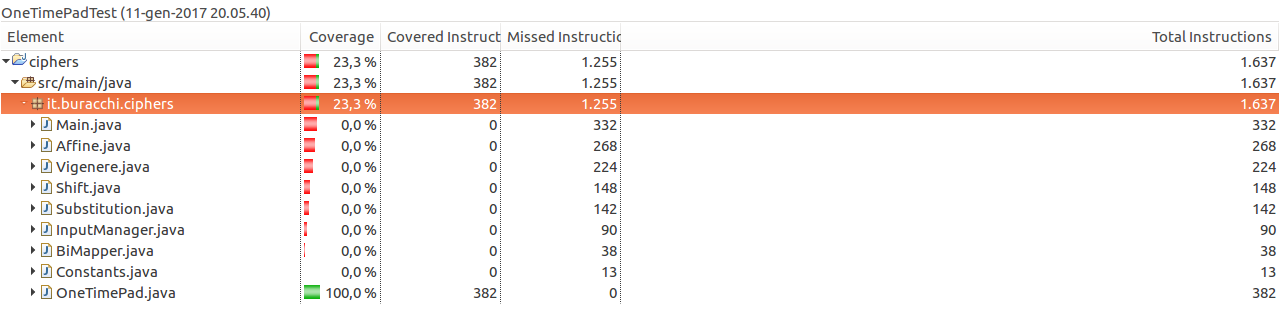 OneTimePadTest (11-gen-2017 20.05.40)
Element Coverage Covered Instruct Missed Instructio Total Instructions
ciphers 23,3 % 382 1.255 1.637
src/main/java 23,3 % 382 1.255 1.637
it.buracchi.ciphers 23,3 % 382 1.255 1.637
Main.java 0,0 % 0 332 332
Affine.java 0,0 % 0 268 268
Vigenere.java 0,0 % 0 224 224
Shift.java 0,0 % 0 148 148
Substitution.java 0,0 % 0 142 142
InputManager.java 0,0 % 0 90 90
BiMapper.java 0,0 % 0 38 38
Constants.java 0,0 % 0 13 13
OneTimePad.java 100,0 % 382 0 382